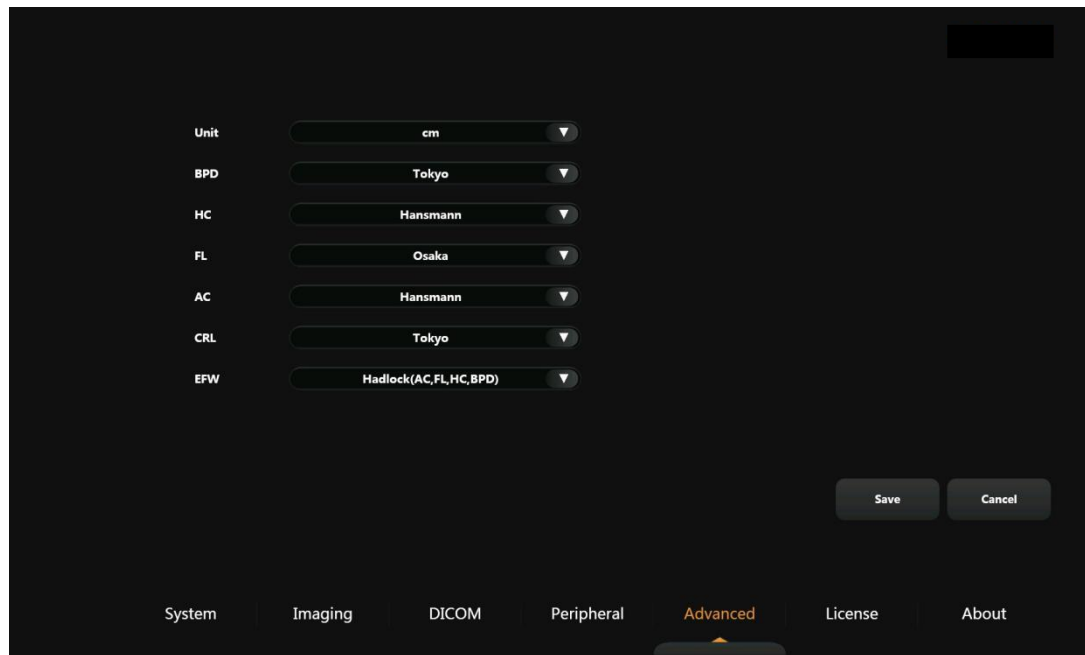 Unit cm
BPD Tokyo
HC Hansmann
FL Osaka
AC Hansmann
CRL Tokyo
EFW Hadlock(AC,FL,HC,BPD)
Save Cancel
System Imaging DICOM Peripheral Advanced License About